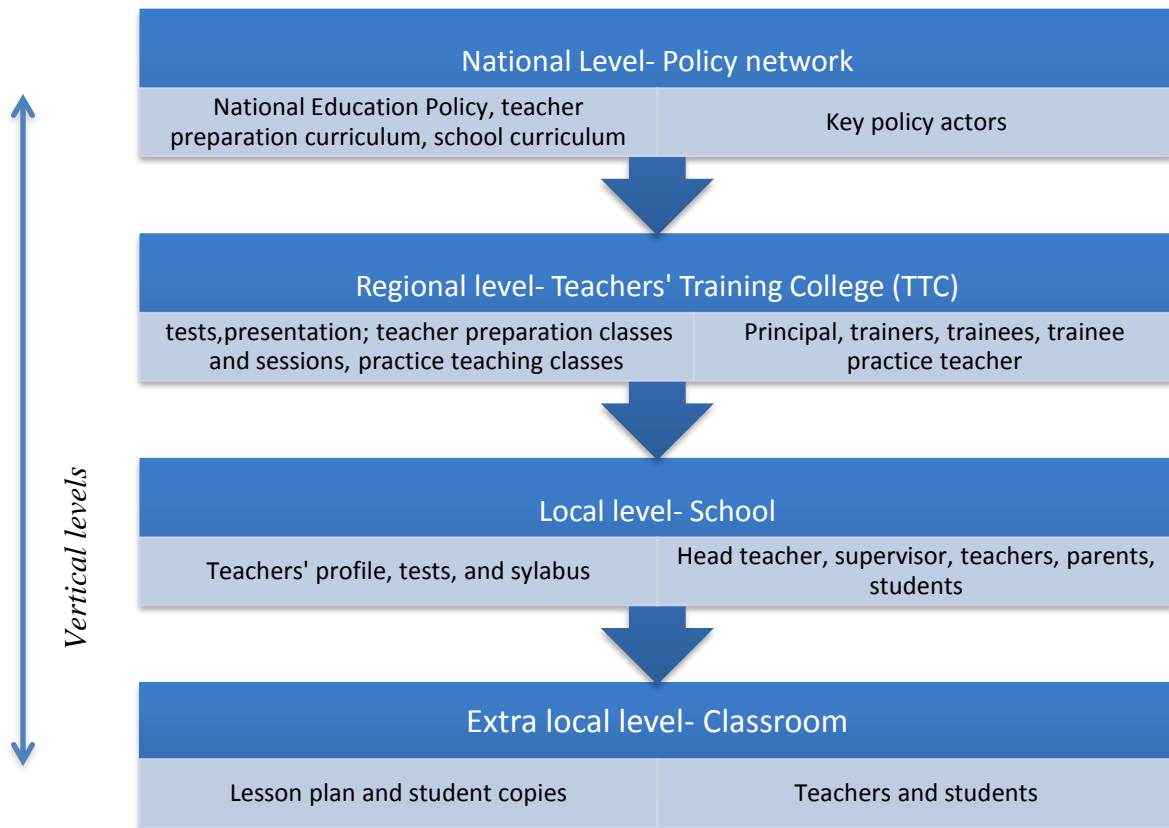 National Level- Policy network
National Education Policy, teacher
preparation curriculum, school curriculum
Key policy actors
Regional level- Teachers' Training College (TTC)
tests,presentation; teacher preparation classes
and sessions, practice teaching classes
Principal, trainers, trainees, trainee
practice teacher
Local level- School
Teachers' profile, tests, and sylabus
Head teacher, supervisor, teachers, parents,
students
Extra local level- Classroom
Lesson plan and student copies
Teachers and students
Vertical levels